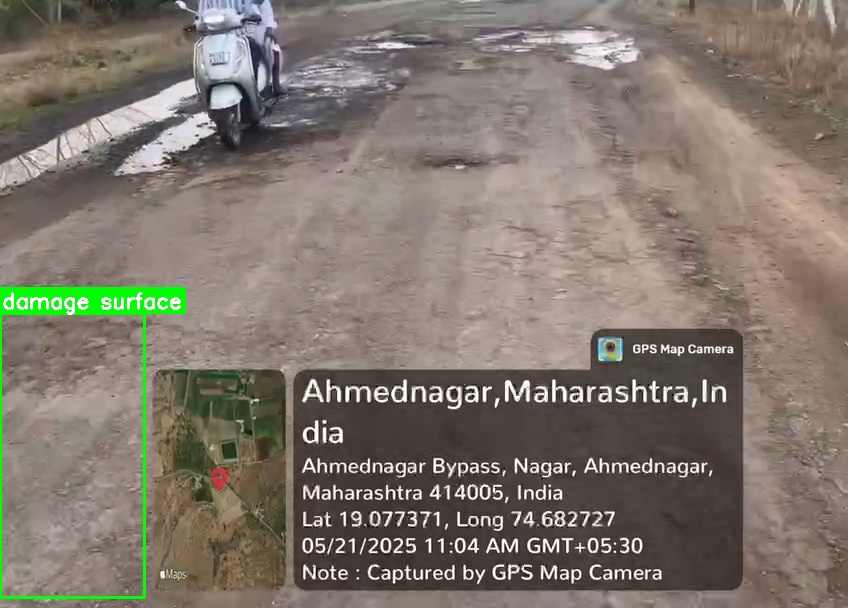 damage surface
GPS Map Camera
Ahmednagar,Maharashtra,In
dia
Ahmednagar Bypass, Nagar, Ahmednagar,
Maharashtra 414005, India
Lat 19.077371, Long 74.682727
05/21/2025 11:04 AM GMT+05:30
Note : Captured by GPS Map Camera
Maps